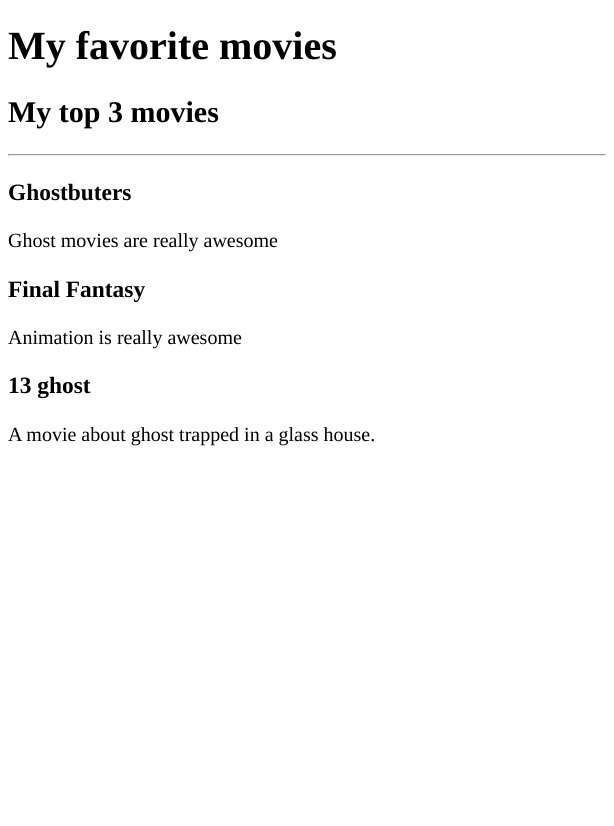 My favorite movies
My top 3 movies
Ghostbuters
Ghost movies are really awesome
Final Fantasy
Animation is really awesome
13 ghost
A movie about ghost trapped in a glass house.